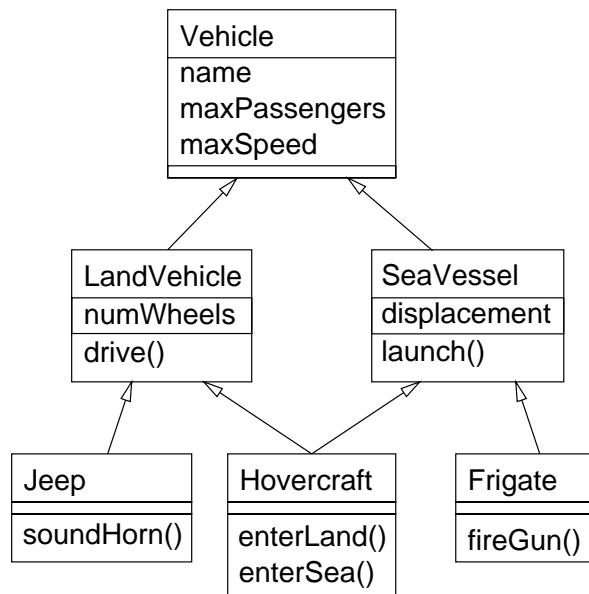 Vehicle
name
maxPassengers
maxSpeed
LandVehicle
numWheels
drive()
SeaVessel
displacement
launch()
Jeep
soundHorn()
Hovercraft
enterLand()
enterSea()
Frigate
fireGun()